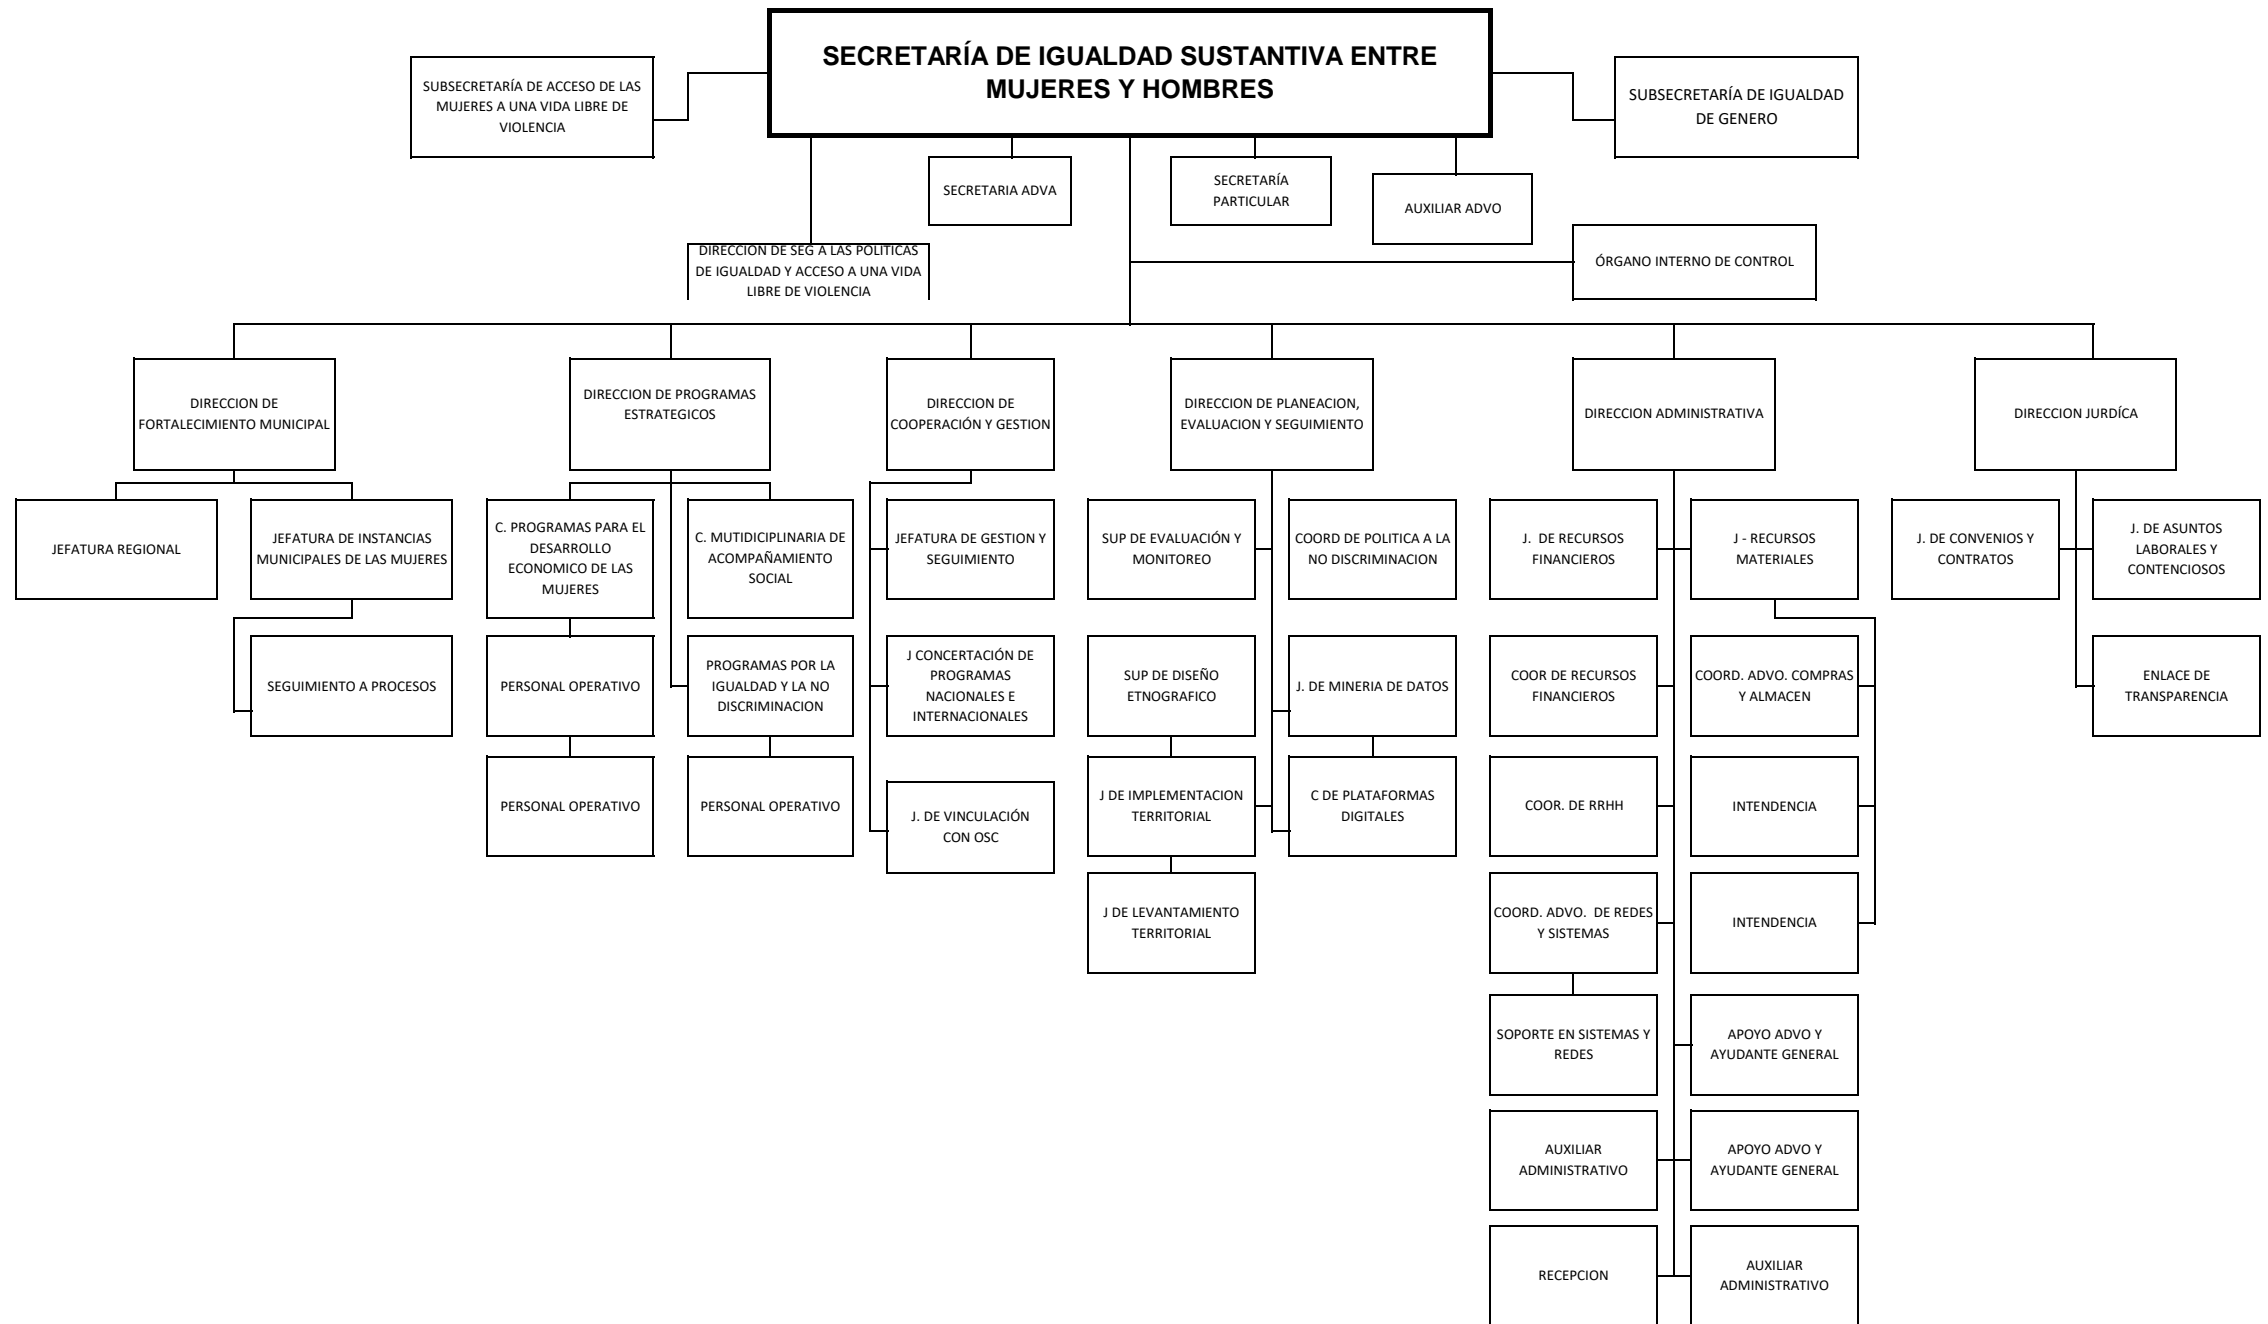 SECRETARÍA DE IGUALDAD SUSTANTIVA ENTRE
MUJERES Y HOMBRES
SUBSECRETARÍA DE ACCESO DE LAS
MUJERES A UNA VIDA LIBRE DE
VIOLENCIA
SUBSECRETARÍA DE IGUALDAD
DE GENERO
SECRETARIA ADVA
SECRETARÍA
PARTICULAR
AUXILIAR ADVO
DIRECCION DE SEG A LAS POLITICAS
DE IGUALDAD Y ACCESO A UNA VIDA
LIBRE DE VIOLENCIA
ÓRGANO INTERNO DE CONTROL
DIRECCION DE
FORTALECIMIENTO MUNICIPAL
DIRECCION DE PROGRAMAS
ESTRATEGICOS
DIRECCION DE
COOPERACIÓN Y GESTION
DIRECCION DE PLANEACION,
EVALUACION Y SEGUIMIENTO
DIRECCION ADMINISTRATIVA
DIRECCION JURDÍCA
JEFATURA REGIONAL
JEFATURA DE INSTANCIAS
MUNICIPALES DE LAS MUJERES
C. PROGRAMAS PARA EL
DESARROLLO
ECONOMICO DE LAS
MUJERES
C. MUTIDICIPLINARIA DE
ACOMPAÑAMIENTO
SOCIAL
JEFATURA DE GESTION Y
SEGUIMIENTO
SUP DE EVALUACIÓN Y
MONITOREO
COORD DE POLITICA A LA
NO DISCRIMINACION
J.  DE RECURSOS
FINANCIEROS
J - RECURSOS
MATERIALES
J. DE CONVENIOS Y
CONTRATOS
J. DE ASUNTOS
LABORALES Y
CONTENCIOSOS
SEGUIMIENTO A PROCESOS
PERSONAL OPERATIVO
PROGRAMAS POR LA
IGUALDAD Y LA NO
DISCRIMINACION
J CONCERTACIÓN DE
PROGRAMAS
NACIONALES E
INTERNACIONALES
SUP DE DISEÑO
ETNOGRAFICO
J. DE MINERIA DE DATOS
COOR DE RECURSOS
FINANCIEROS
COORD. ADVO. COMPRAS
Y ALMACEN
ENLACE DE
TRANSPARENCIA
PERSONAL OPERATIVO
PERSONAL OPERATIVO
J. DE VINCULACIÓN
CON OSC
J DE IMPLEMENTACION
TERRITORIAL
C DE PLATAFORMAS
DIGITALES
COOR. DE RRHH
INTENDENCIA
J DE LEVANTAMIENTO
TERRITORIAL
COORD. ADVO.  DE REDES
Y SISTEMAS
INTENDENCIA
SOPORTE EN SISTEMAS Y
REDES
APOYO ADVO Y
AYUDANTE GENERAL
AUXILIAR
ADMINISTRATIVO
APOYO ADVO Y
AYUDANTE GENERAL
RECEPCION
AUXILIAR
ADMINISTRATIVO